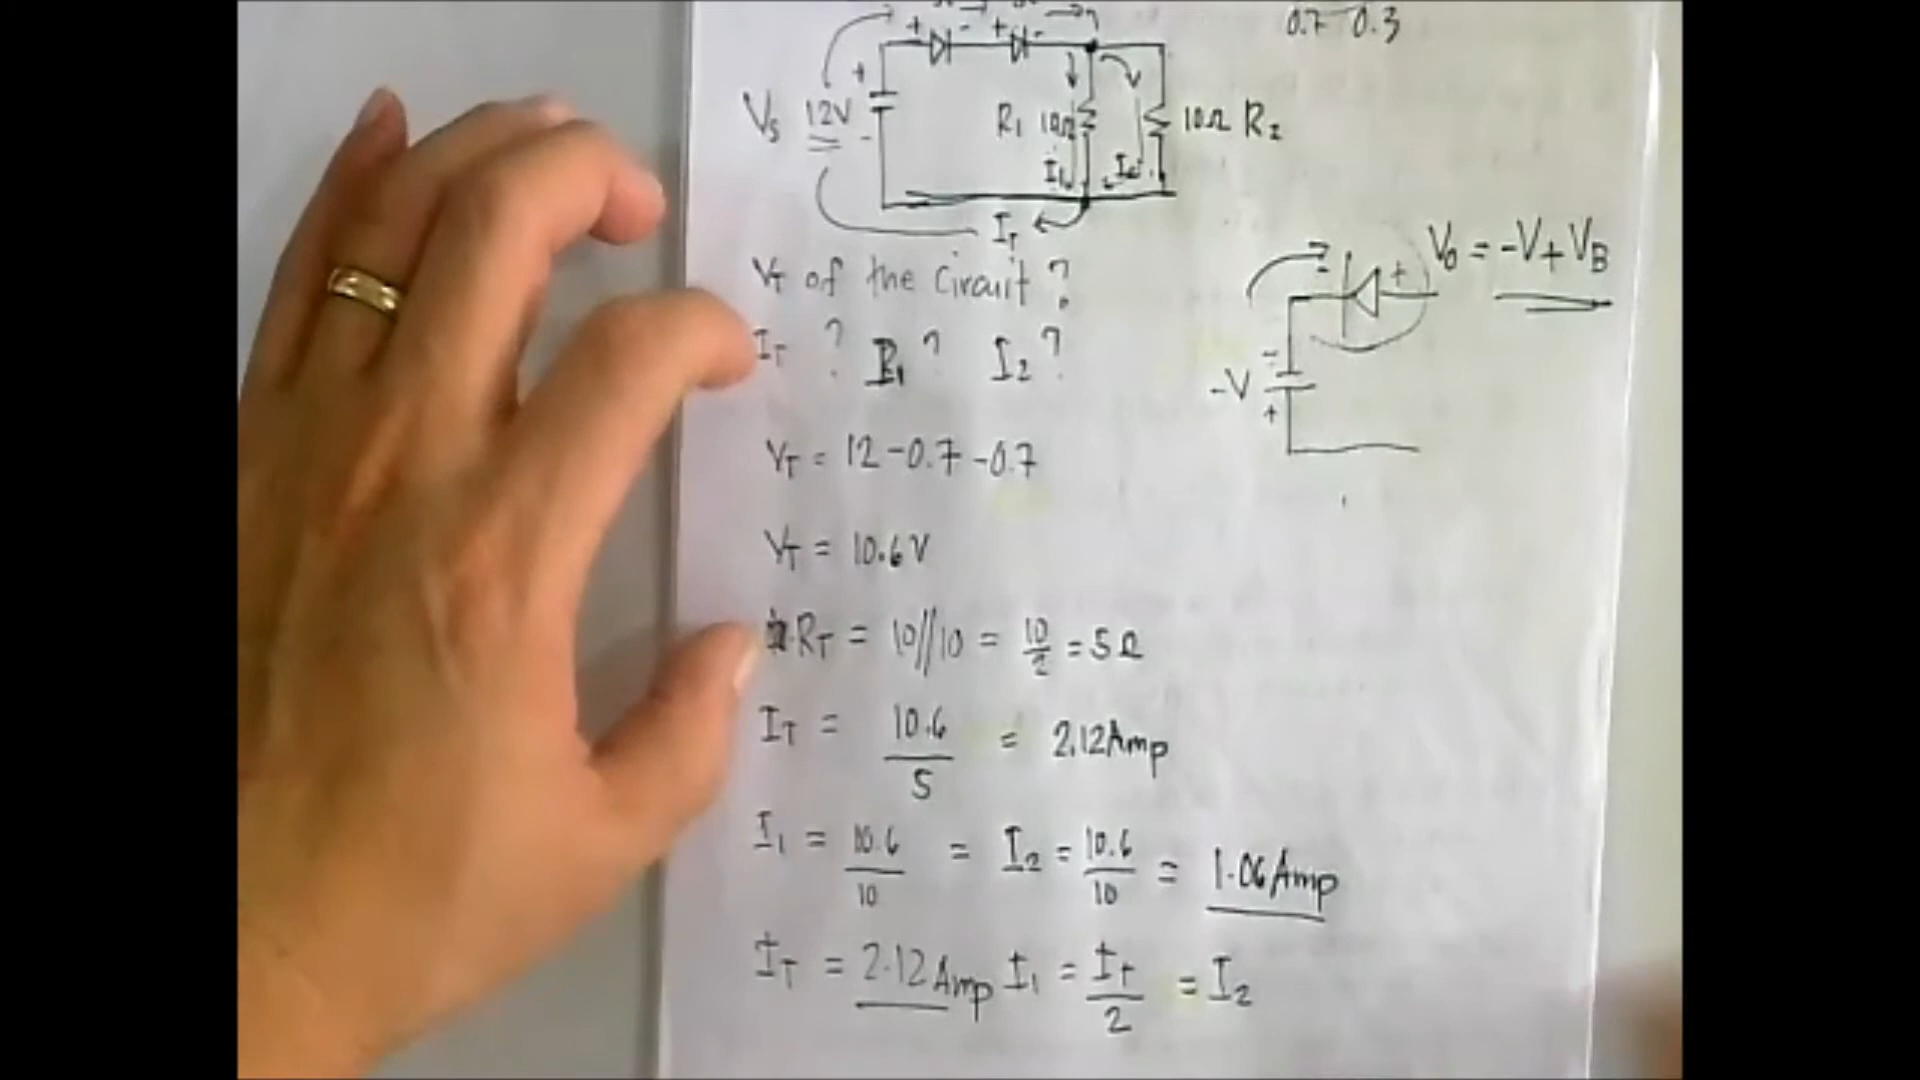 0.7 0.3
+ - + -
+
Vs 12V
-
R1 10Ω
10Ω R2
I1
IT
VT of the Circuit ?
IT ? I1 ? I2 ?
VT = 12 - 0.7 - 0.7
VT = 10.6V
RT = 10//10 = 10/2 = 5Ω
IT = 10.6/5 = 2.12Amp
I1 = 10.6/10 = I2 = 10.6/10 = 1.06Amp
IT = 2.12Amp I1 = IT/2 = I2
- + V0 = -V + VB
-
-V
+